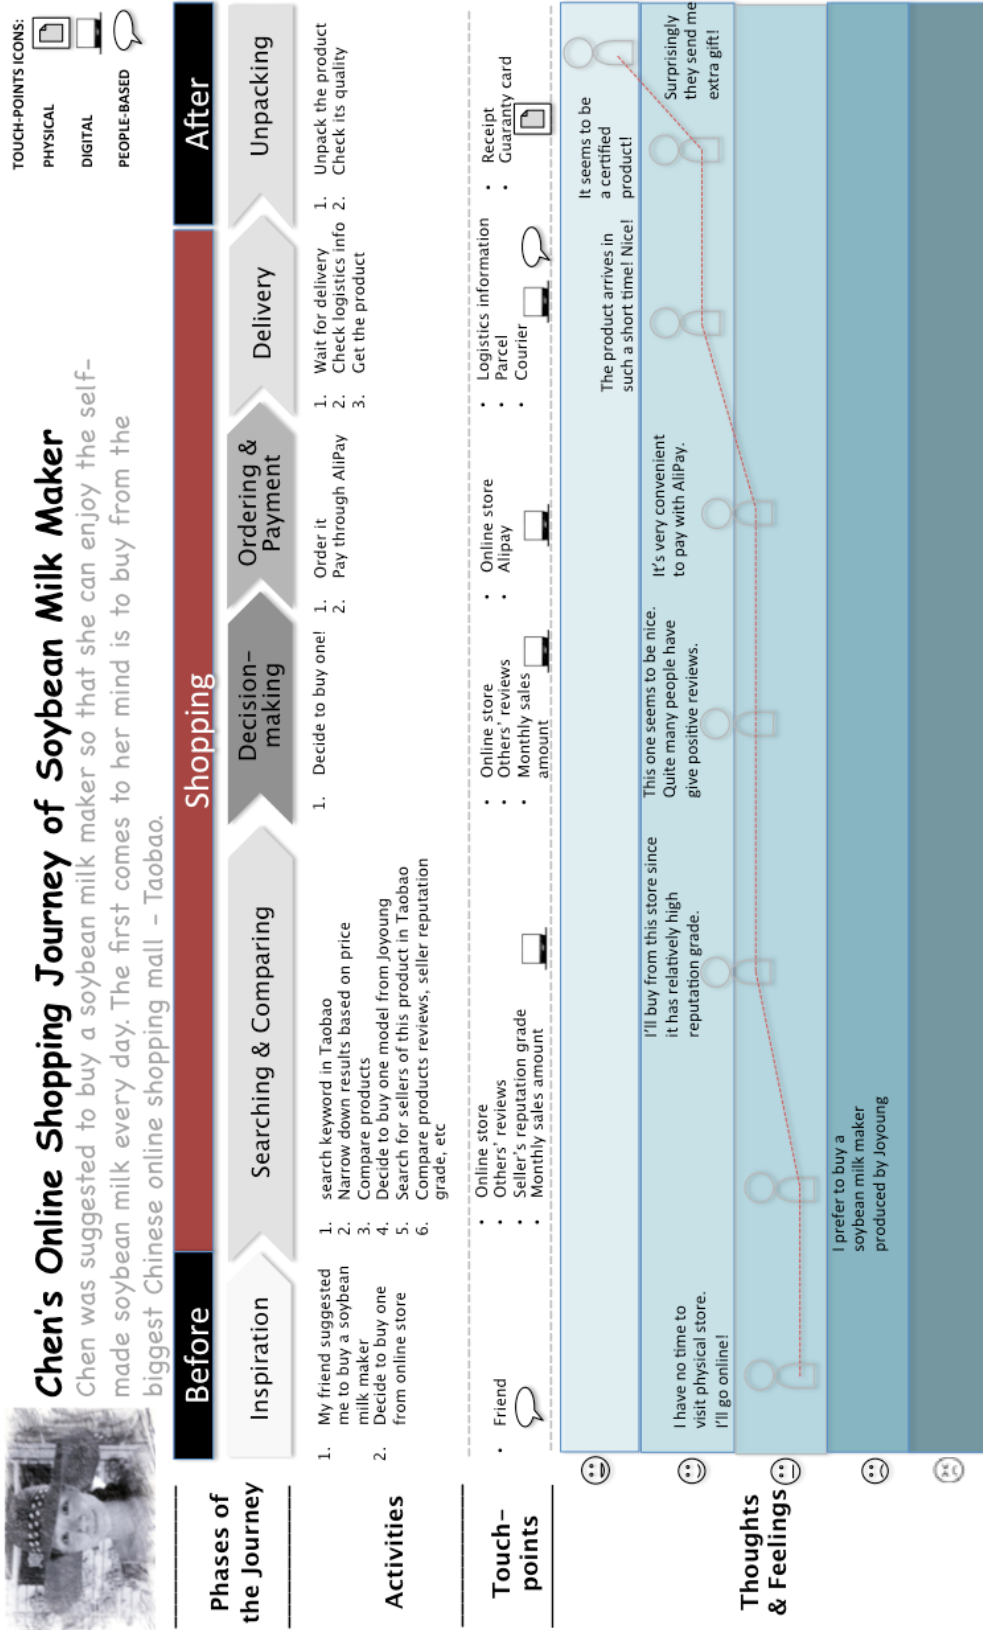 Chen's Online Shopping Journey of Soybean Milk Maker
Chen was suggested to buy a soybean milk maker so that she can enjoy the self-
made soybean milk every day. The first comes to her mind is to buy from the
biggest Chinese online shopping mall – Taobao.
TOUCH-POINTS ICONS:
PHYSICAL
DIGITAL
PEOPLE-BASED
Before
Shopping
After
Phases of
the Journey
Inspiration
Searching & Comparing
Decision-
making
Ordering &
Payment
Delivery
Unpacking
Activities
1. My friend suggested
me to buy a soybean
milk maker
2. Decide to buy one
from online store
1. search keyword in Taobao
2. Narrow down results based on price
3. Compare products
4. Decide to buy one model from Joyoung
5. Search for sellers of this product in Taobao
6. Compare products reviews, seller reputation
grade, etc
1. Decide to buy one!
1. Order it
2. Pay through AliPay
1. Wait for delivery
2. Check logistics info
3. Get the product
1. Unpack the product
2. Check its quality
Touch-
points
• Friend
• Online store
• Others' reviews
• Seller's reputation grade
• Monthly sales amount
• Online store
• Others' reviews
• Monthly sales
amount
• Online store
• Alipay
• Logistics information
• Parcel
• Courier
• Receipt
• Guaranty card
Thoughts
& Feelings
I have no time to
visit physical store.
I'll go online!
I prefer to buy a
soybean milk maker
produced by Joyoung
I'll buy from this store since
it has relatively high
reputation grade.
This one seems to be nice.
Quite many people have
give positive reviews.
It's very convenient
to pay with AliPay.
The product arrives in
such a short time! Nice!
It seems to be
a certified
product!
Surprisingly
they send me
extra gift!